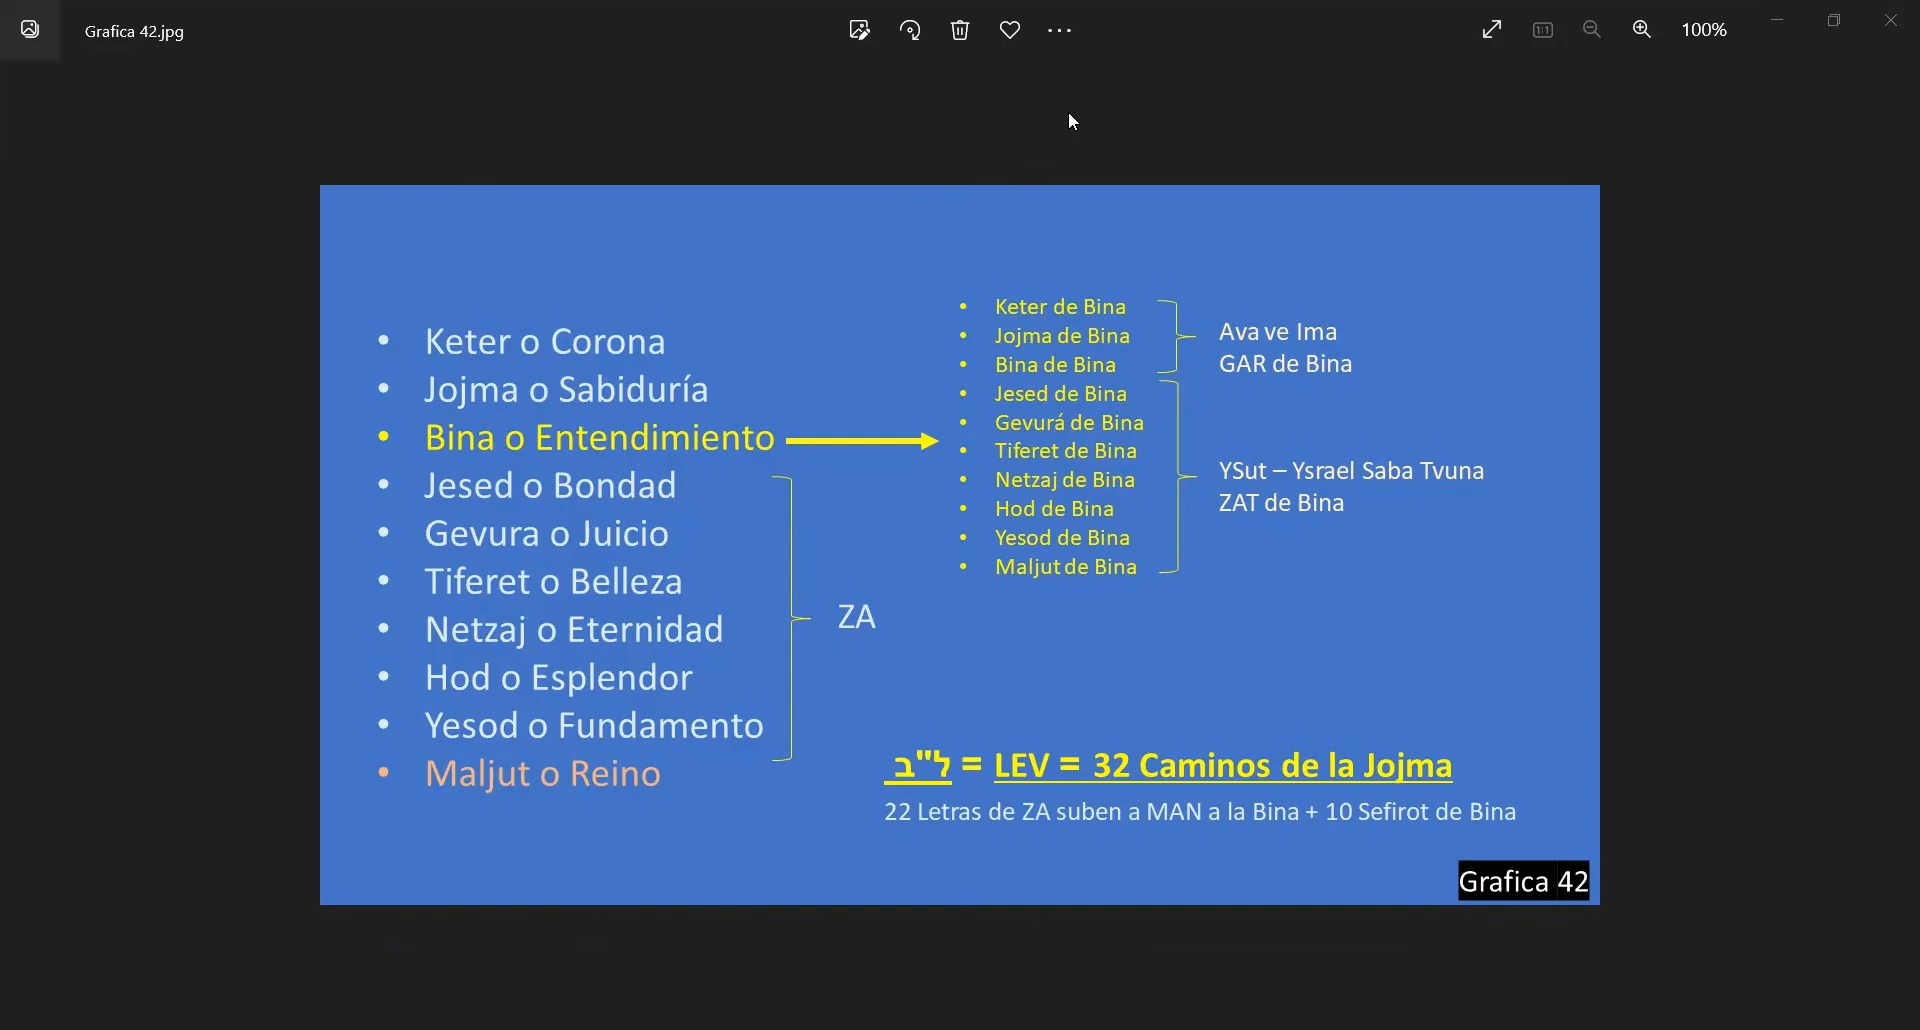 Grafica 42.jpg
100%
Keter o Corona
Jojma o Sabiduría
Bina o Entendimiento
Jesed o Bondad
Gevura o Juicio
Tiferet o Belleza
Netzaj o Eternidad
Hod o Esplendor
Yesod o Fundamento
Maljut o Reino
ZA
Keter de Bina
Jojma de Bina
Bina de Bina
Jesed de Bina
Gevurá de Bina
Tiferet de Bina
Netzaj de Bina
Hod de Bina
Yesod de Bina
Maljut de Bina
Ava ve Ima
GAR de Bina
YSut – Ysrael Saba Tvuna
ZAT de Bina
ל"ב = LEV = 32 Caminos de la Jojma
22 Letras de ZA suben a MAN a la Bina + 10 Sefirot de Bina
Grafica 42